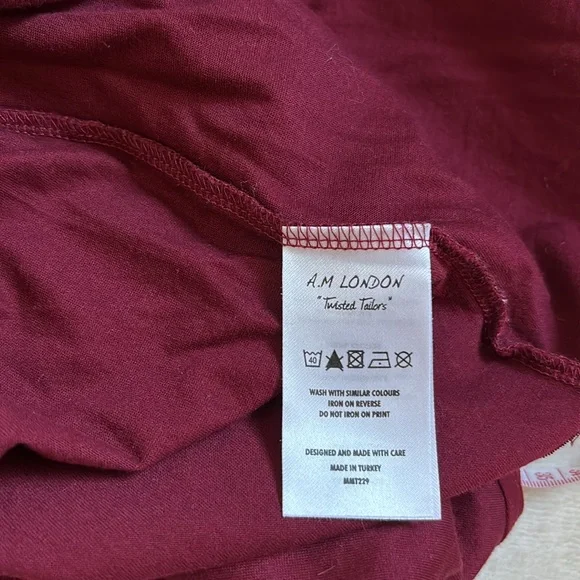 A.M LONDON
"Twisted Tailors"
40
WASH WITH SIMILAR COLOURS
IRON ON REVERSE
DO NOT IRON ON PRINT
DESIGNED AND MADE WITH CARE
MADE IN TURKEY
MMT229